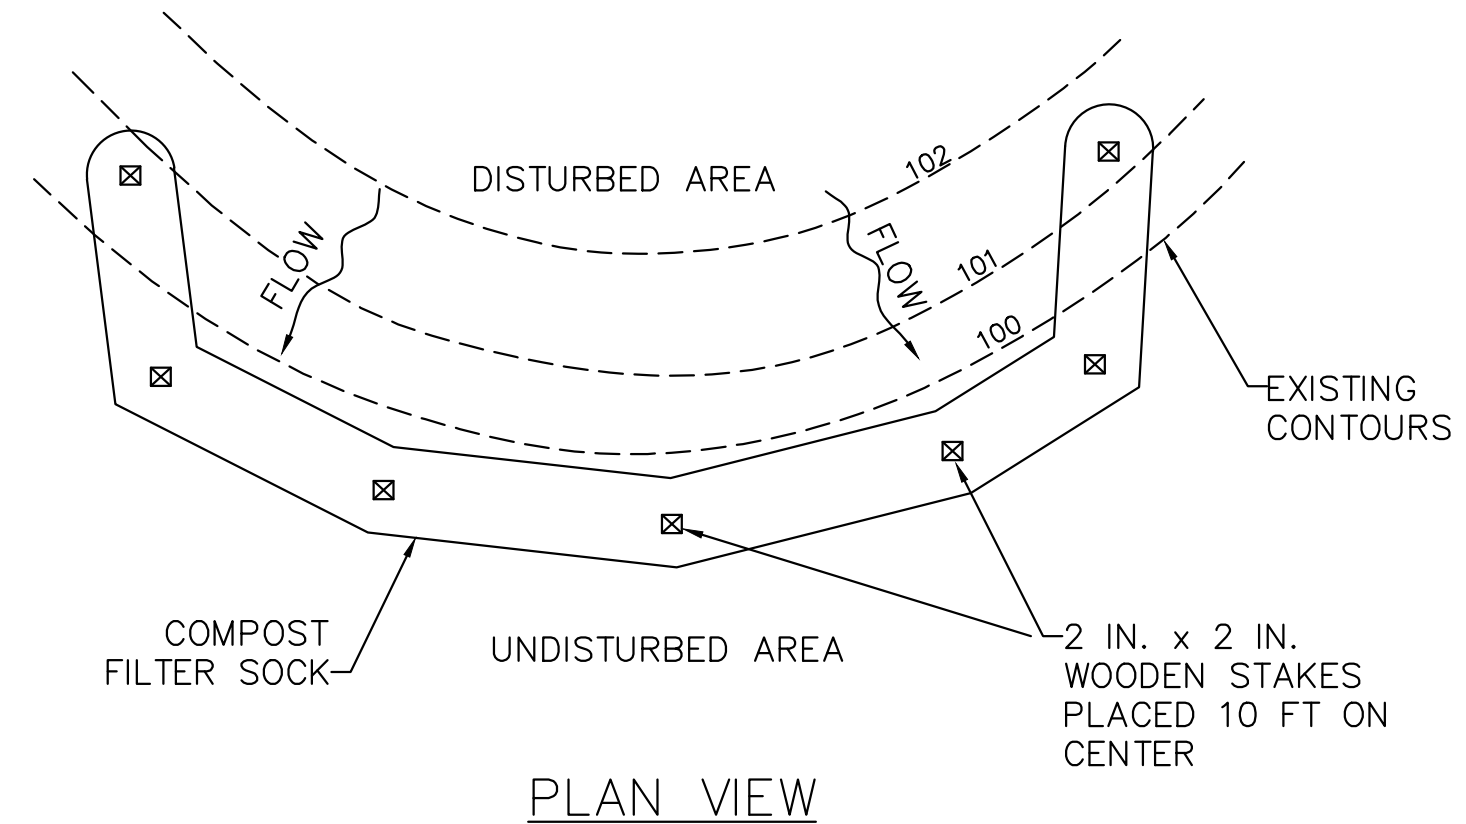 102
DISTURBED AREA
FLOW
FLOW
101
100
EXISTING
CONTOURS
COMPOST
FILTER SOCK
UNDISTURBED AREA
2 IN. x 2 IN.
WOODEN STAKES
PLACED 10 FT ON
CENTER
PLAN VIEW